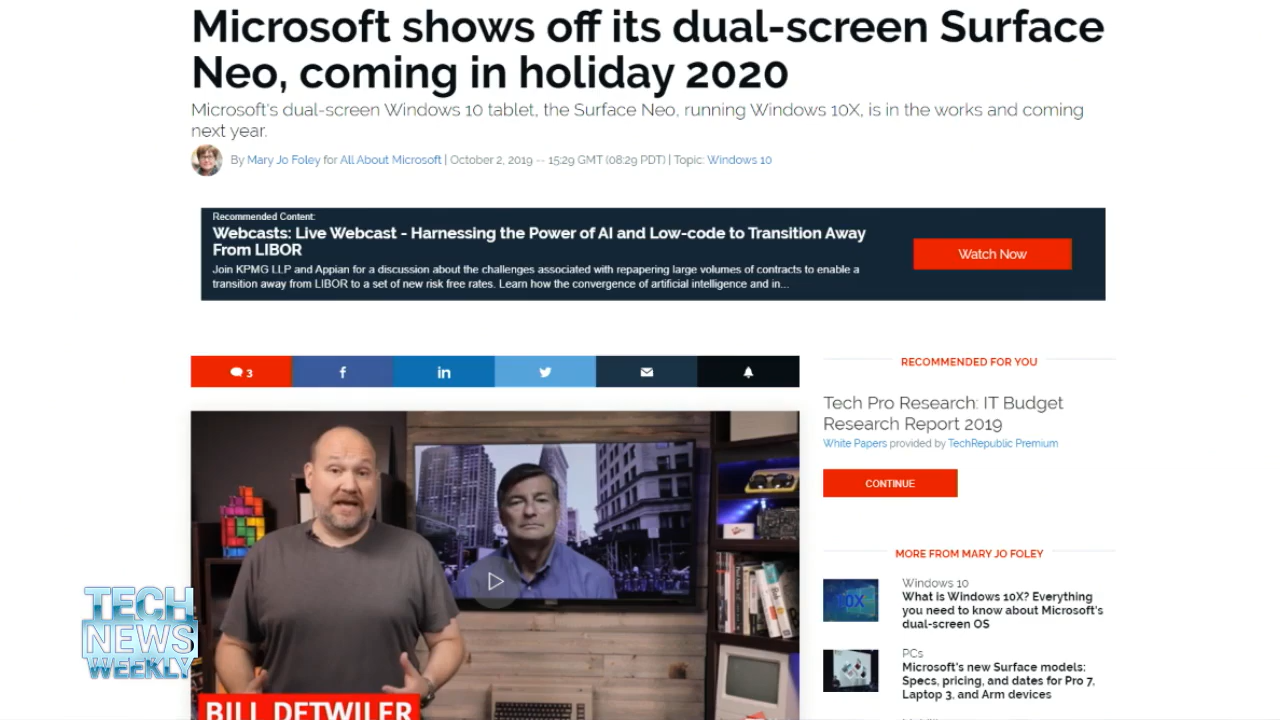 Microsoft shows off its dual-screen Surface
Neo, coming in holiday 2020
Microsoft's dual-screen Windows 10 tablet, the Surface Neo, running Windows 10X, is in the works and coming
next year.
By Mary Jo Foley for All About Microsoft | October 2, 2019 -- 15:29 GMT (08:29 PDT) | Topic: Windows 10
Recommended Content:
Webcasts: Live Webcast - Harnessing the Power of AI and Low-code to Transition Away
From LIBOR
Join KPMG LLP and Appian for a discussion about the challenges associated with repapering large volumes of contracts to enable a
transition away from LIBOR to a set of new risk free rates. Learn how the convergence of artificial intelligence and in...
Watch Now
3
f
in
RECOMMENDED FOR YOU
Tech Pro Research: IT Budget
Research Report 2019
White Papers provided by TechRepublic Premium
CONTINUE
MORE FROM MARY JO FOLEY
10X
Windows 10
What is Windows 10X? Everything
you need to know about Microsoft's
dual-screen OS
PCs
Microsoft's new Surface models:
Specs, pricing, and dates for Pro 7,
Laptop 3, and Arm devices
TECH
NEWS
WEEKLY
BILL DETWILER